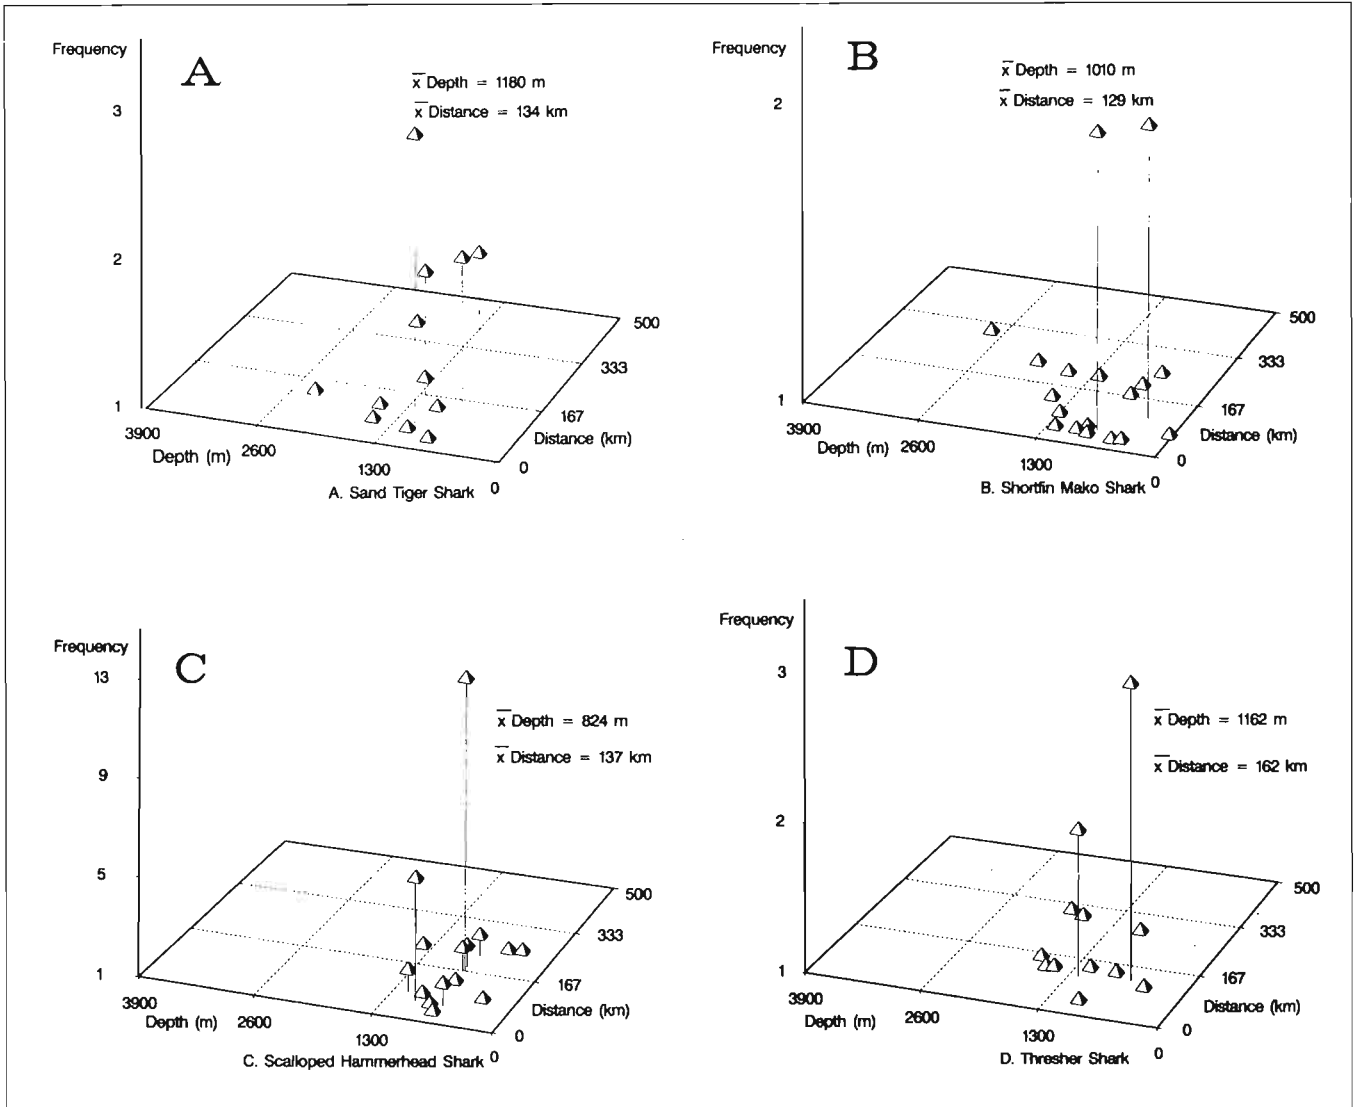 Frequency
A
x̄ Depth = 1180 m
x̄ Distance = 134 km
3
2
1
500
333
167
0
Distance (km)
3900
2600
1300
0
Depth (m)
A. Sand Tiger Shark
Frequency
B
x̄ Depth = 1010 m
x̄ Distance = 129 km
2
1
500
333
167
0
Distance (km)
3900
2600
1300
0
Depth (m)
B. Shortfin Mako Shark
Frequency
C
x̄ Depth = 824 m
x̄ Distance = 137 km
13
9
5
1
500
333
167
0
Distance (km)
3900
2600
1300
0
Depth (m)
C. Scalloped Hammerhead Shark
Frequency
D
x̄ Depth = 1162 m
x̄ Distance = 162 km
3
2
1
500
333
167
0
Distance (km)
3900
2600
1300
0
Depth (m)
D. Thresher Shark